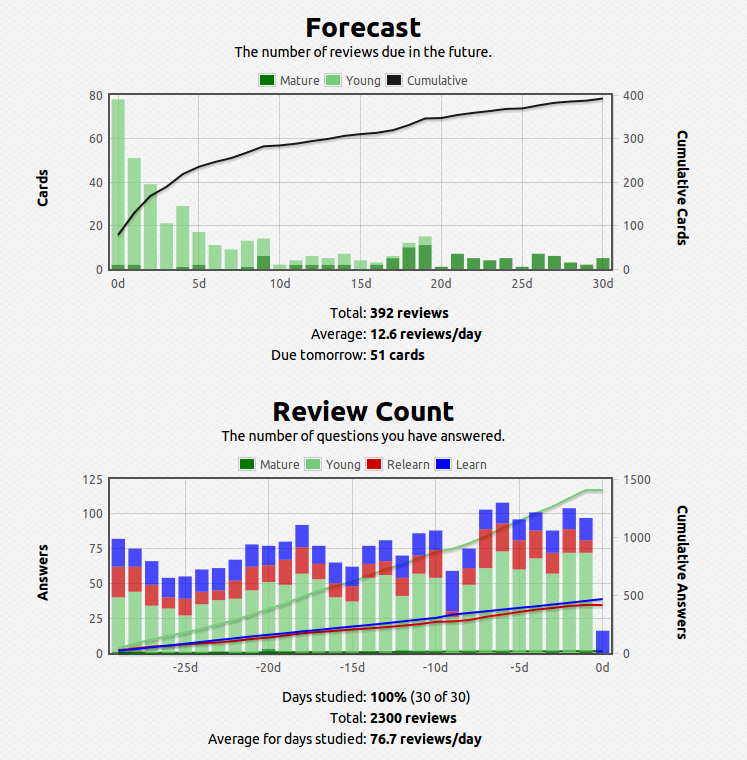 Forecast
The number of reviews due in the future.
Mature Young Cumulative
80 400
60 300
40 200
20 100
0 0
Cards
Cumulative Cards
0d 5d 10d 15d 20d 25d 30d
Total: 392 reviews
Average: 12.6 reviews/day
Due tomorrow: 51 cards
Review Count
The number of questions you have answered.
Mature Young Relearn Learn
125 1500
100
75 1000
50
25 500
0 0
Answers
Cumulative Answers
-25d -20d -15d -10d -5d 0d
Days studied: 100% (30 of 30)
Total: 2300 reviews
Average for days studied: 76.7 reviews/day